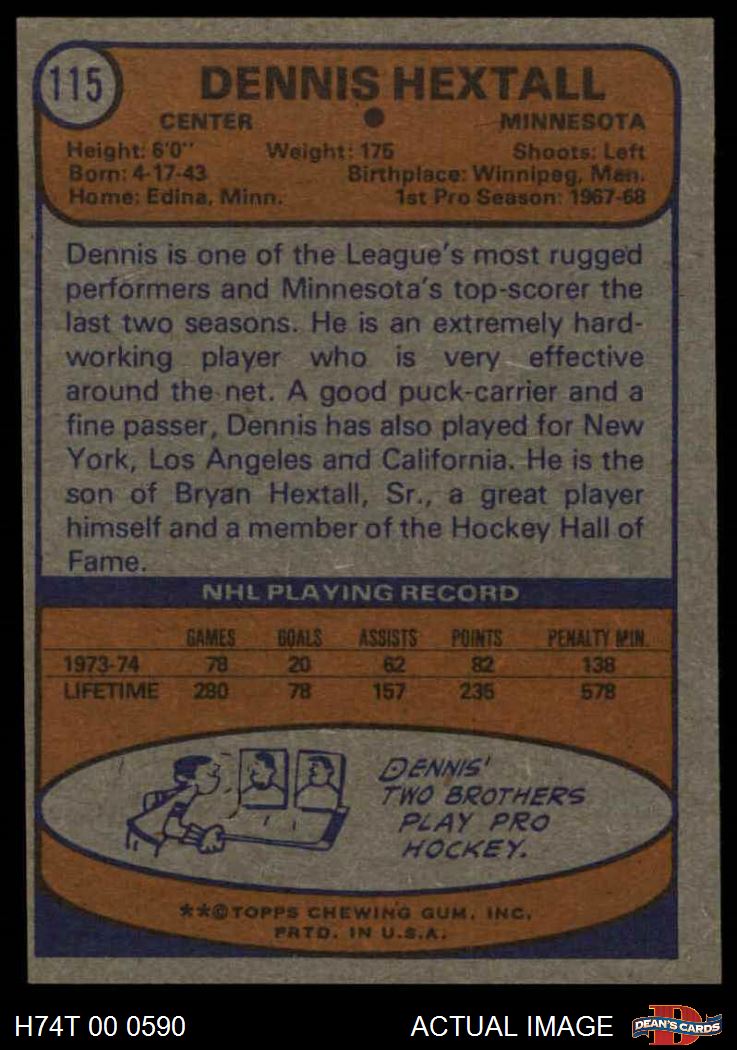 115
DENNIS HEXTALL
CENTER MINNESOTA
Height: 6'0" Weight: 175 Shoots: Left
Born: 4-17-43 Birthplace: Winnipeg, Man.
Home: Edina, Minn. 1st Pro Season: 1967-68
Dennis is one of the League's most rugged
performers and Minnesota's top-scorer the
last two seasons. He is an extremely hard-
working player who is very effective
around the net. A good puck-carrier and a
fine passer, Dennis has also played for New
York, Los Angeles and California. He is the
son of Bryan Hextall, Sr., a great player
himself and a member of the Hockey Hall of
Fame.
NHL PLAYING RECORD
GAMES GOALS ASSISTS POINTS PENALTY MIN.
1973-74 78 20 62 82 138
LIFETIME 280 78 157 235 578
DENNIS'
TWO BROTHERS
PLAY PRO
HOCKEY.
**©TOPPS CHEWING GUM, INC.
PRTD. IN U.S.A.
H74T 00 0590 ACTUAL IMAGE D DEAN'S CARDS